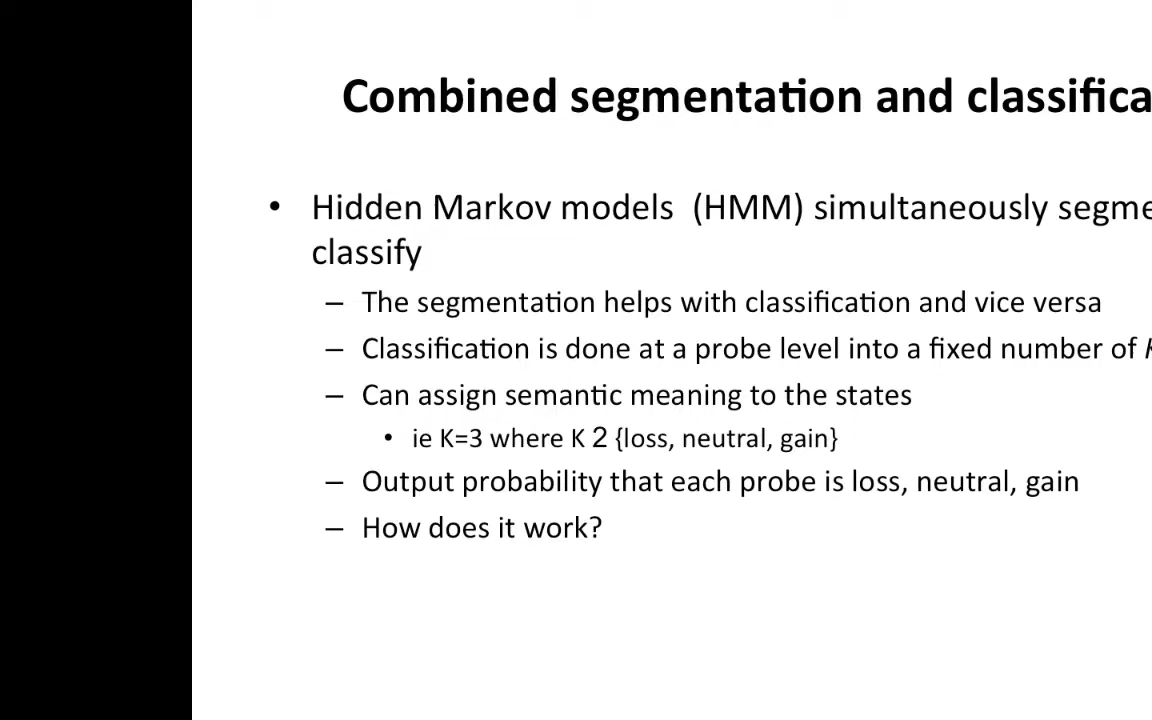 Combined segmentation and classifica
• Hidden Markov models (HMM) simultaneously segme
classify
– The segmentation helps with classification and vice versa
– Classification is done at a probe level into a fixed number of K
– Can assign semantic meaning to the states
• ie K=3 where K 2 {loss, neutral, gain}
– Output probability that each probe is loss, neutral, gain
– How does it work?